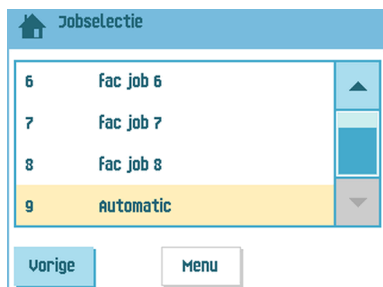 Jobselectie
6 fac job 6
7 fac job 7
8 fac job 8
9 Automatic
Vorige Menu